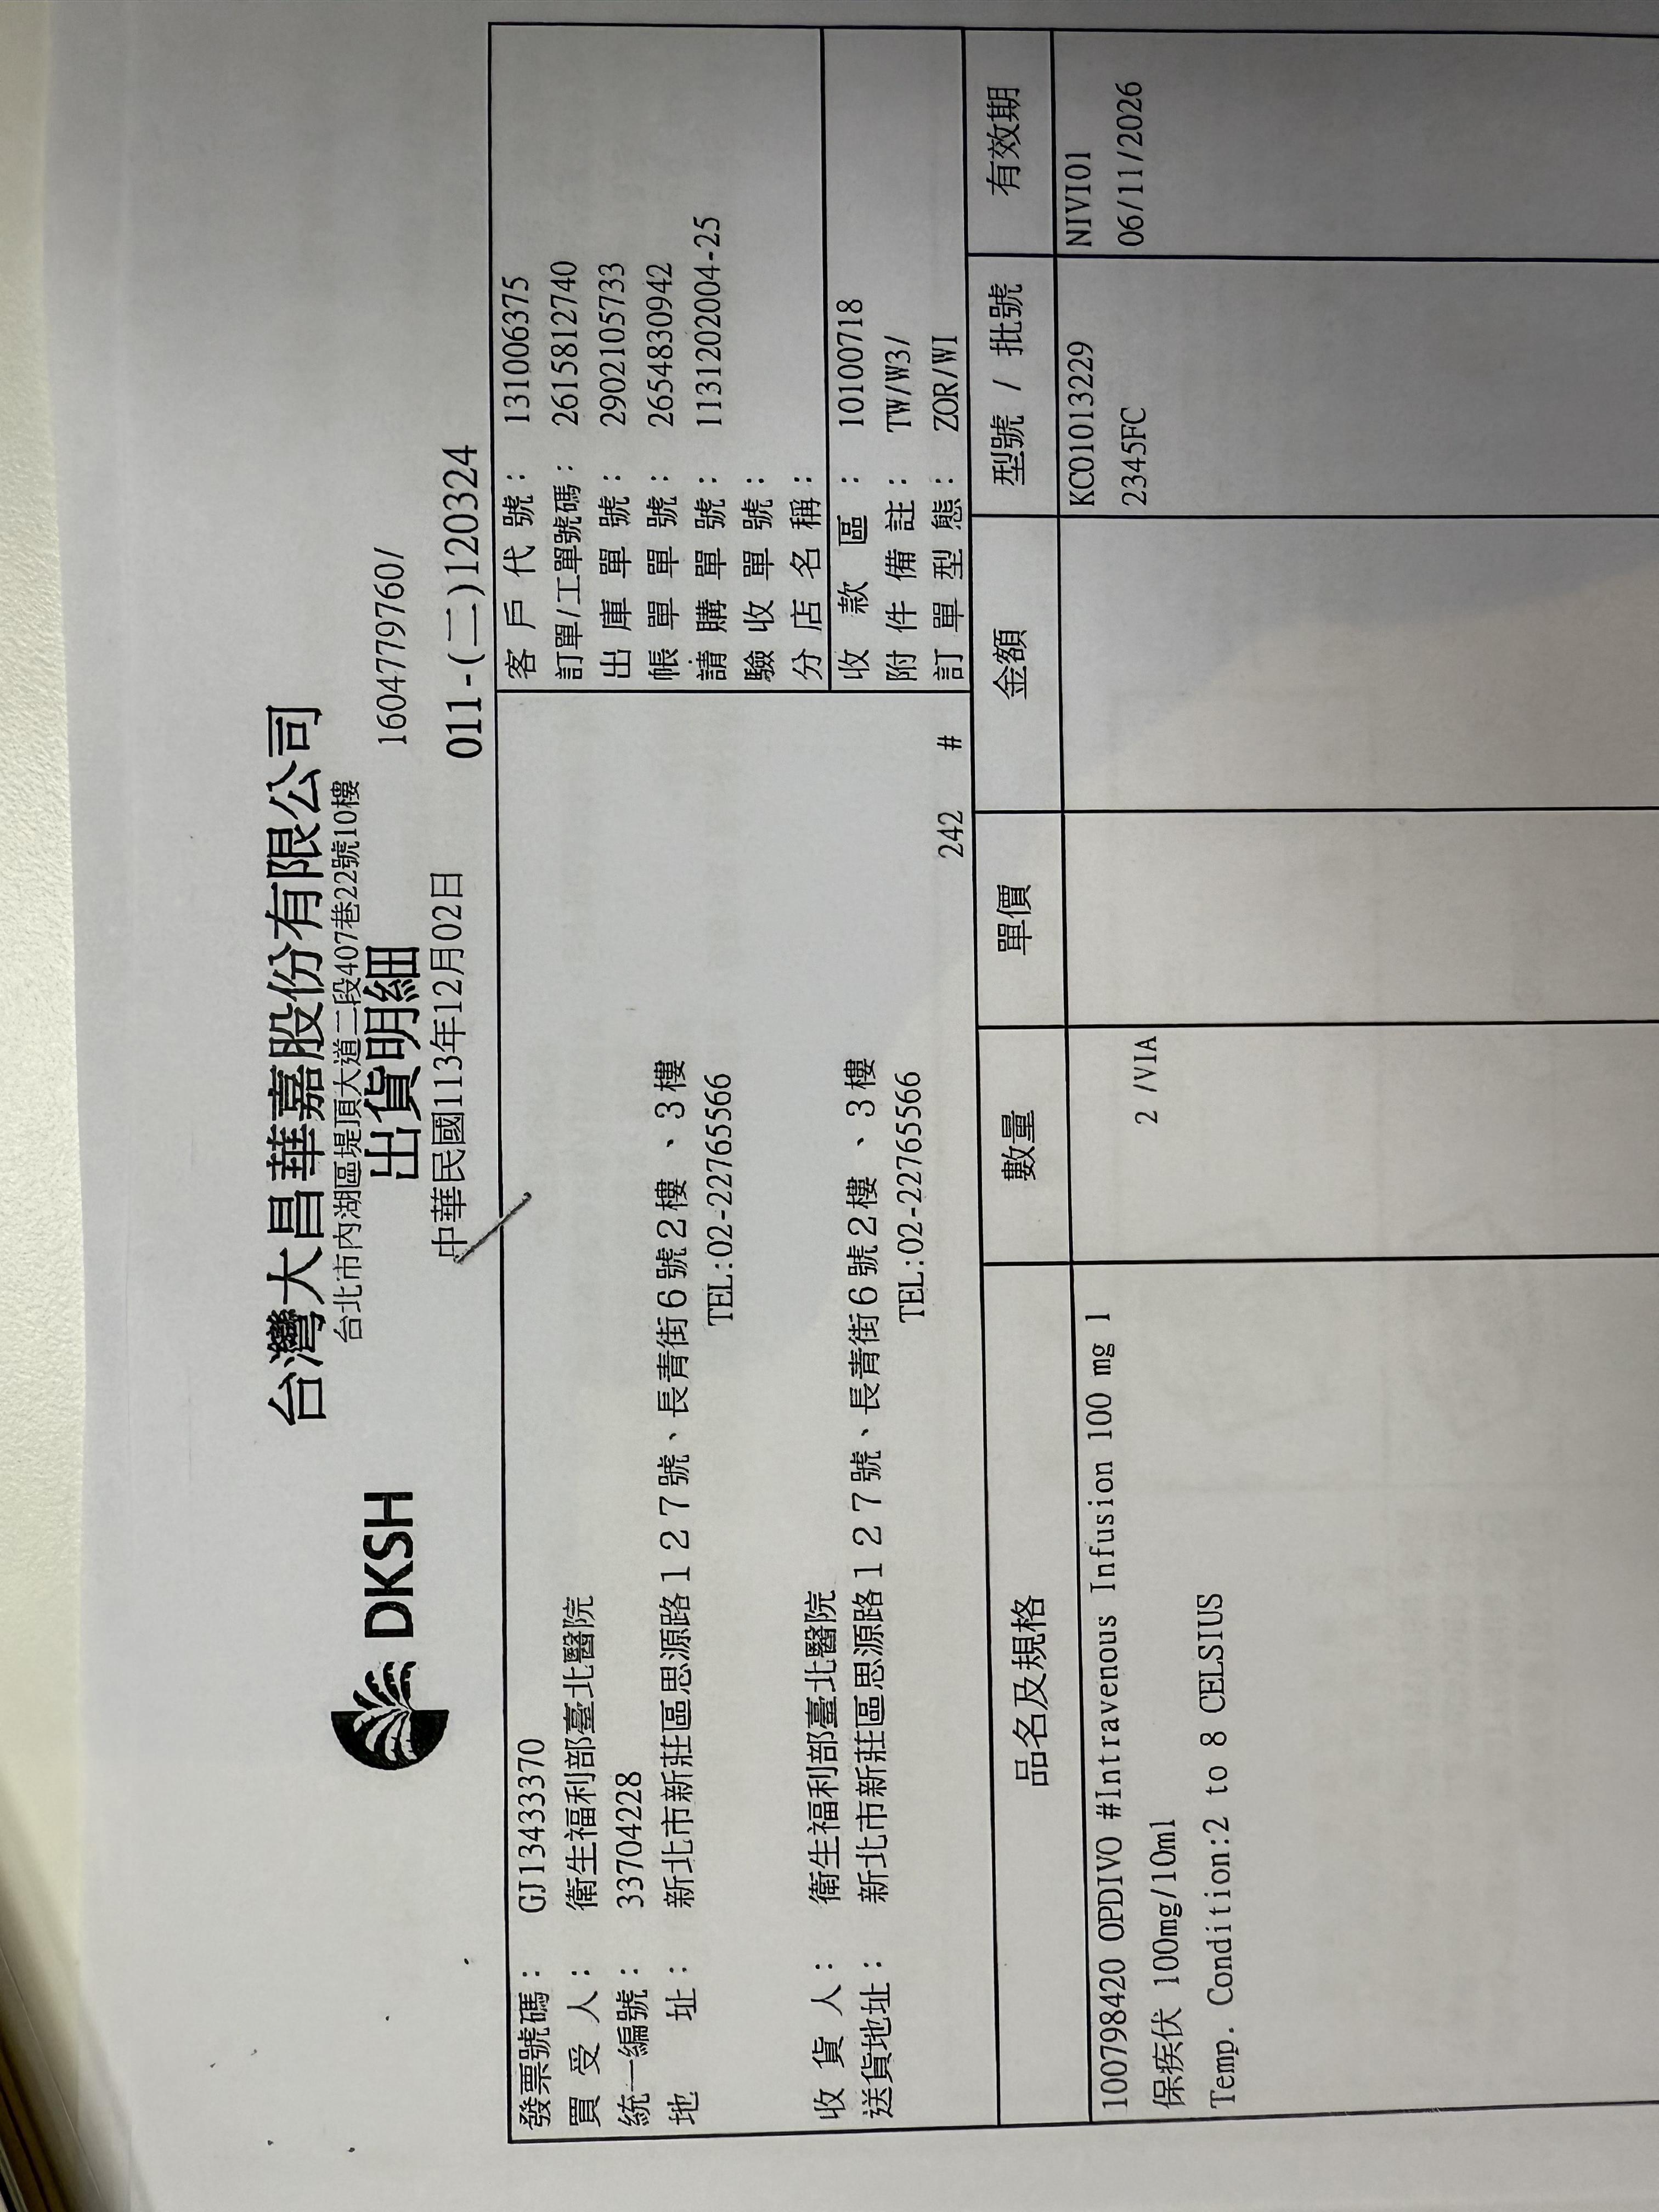 台灣大昌華嘉股份有限公司
台北市內湖區堤頂大道二段407巷22號10樓
DKSH
出貨明細
1604779760/
中華民國113年12月02日
011-(二)120324
發票號碼： GJ13433370
買受人： 衛生福利部臺北醫院
統一編號： 33704228
地址： 新北市新莊區思源路１２７號、長青街６號２樓、３樓
TEL:02-22765566
收貨人： 衛生福利部臺北醫院
送貨地址： 新北市新莊區思源路１２７號、長青街６號２樓、３樓
TEL:02-22765566
242 #
客戶代號： 131006375
訂單/工單號碼： 2615812740
出庫單號： 2902105733
帳單單號： 2654830942
請購單號： 1131202004-25
驗收單號：
分店名稱：
收款區： 10100718
附件備註： TW/W3/
訂單型態： ZOR/WI
品名及規格 數量 單價 金額 型號 / 批號 有效期
100798420 OPDIVO #Intravenous Infusion 100 mg 1 KC01013229 NIVI01
保疾伏 100mg/10ml 2 /VIA 2345FC 06/11/2026
Temp. Condition:2 to 8 CELSIUS